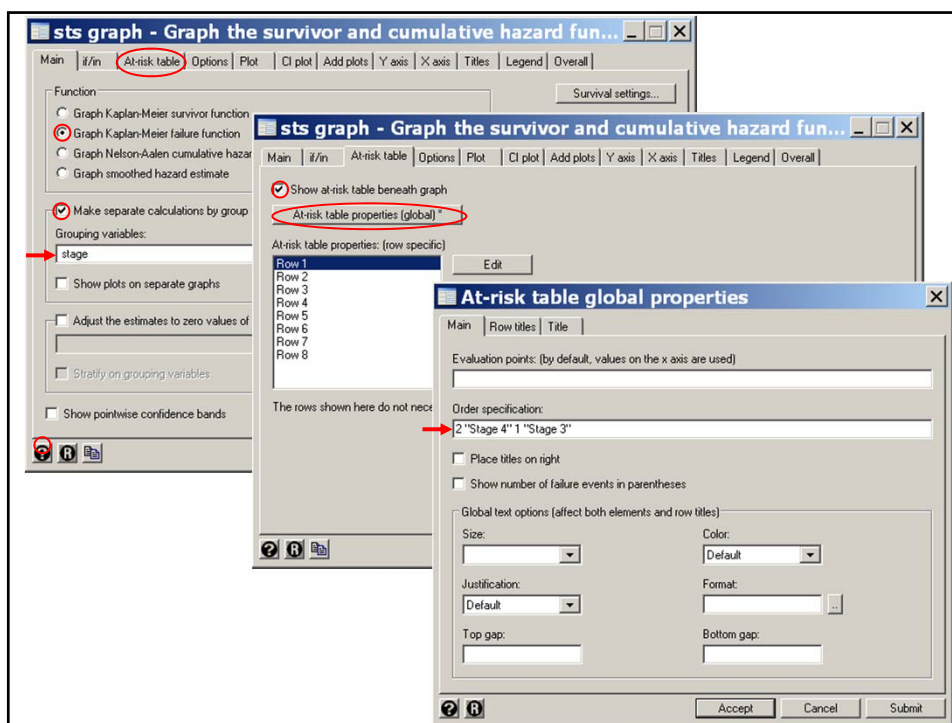 sts graph - Graph the survivor and cumulative hazard fun...
Main if/in At-risk table Options Plot CI plot Add plots Y axis X axis Titles Legend Overall
Function
Survival settings...
Graph Kaplan-Meier survivor function
Graph Kaplan-Meier failure function
Graph Nelson-Aalen cumulative hazar
Graph smoothed hazard estimate
Make separate calculations by group
Grouping variables:
stage
Show plots on separate graphs
Adjust the estimates to zero values of
Stratify on grouping variables
Show pointwise confidence bands
? R
sts graph - Graph the survivor and cumulative hazard fun...
Main if/in At-risk table Options Plot CI plot Add plots Y axis X axis Titles Legend Overall
Show at-risk table beneath graph
At-risk table properties (global) *
At-risk table properties: (row specific)
Row 1
Edit
Row 2
Row 3
Row 4
Row 5
Row 6
Row 7
Row 8
The rows shown here do not nece
? R
At-risk table global properties
Main Row titles Title
Evaluation points: (by default, values on the x axis are used)
Order specification:
2 "Stage 4" 1 "Stage 3"
Place titles on right
Show number of failure events in parentheses
Global text options (affect both elements and row titles)
Size: Color:
Default
Justification: Format:
Default ..
Top gap: Bottom gap:
? R Accept Cancel Submit